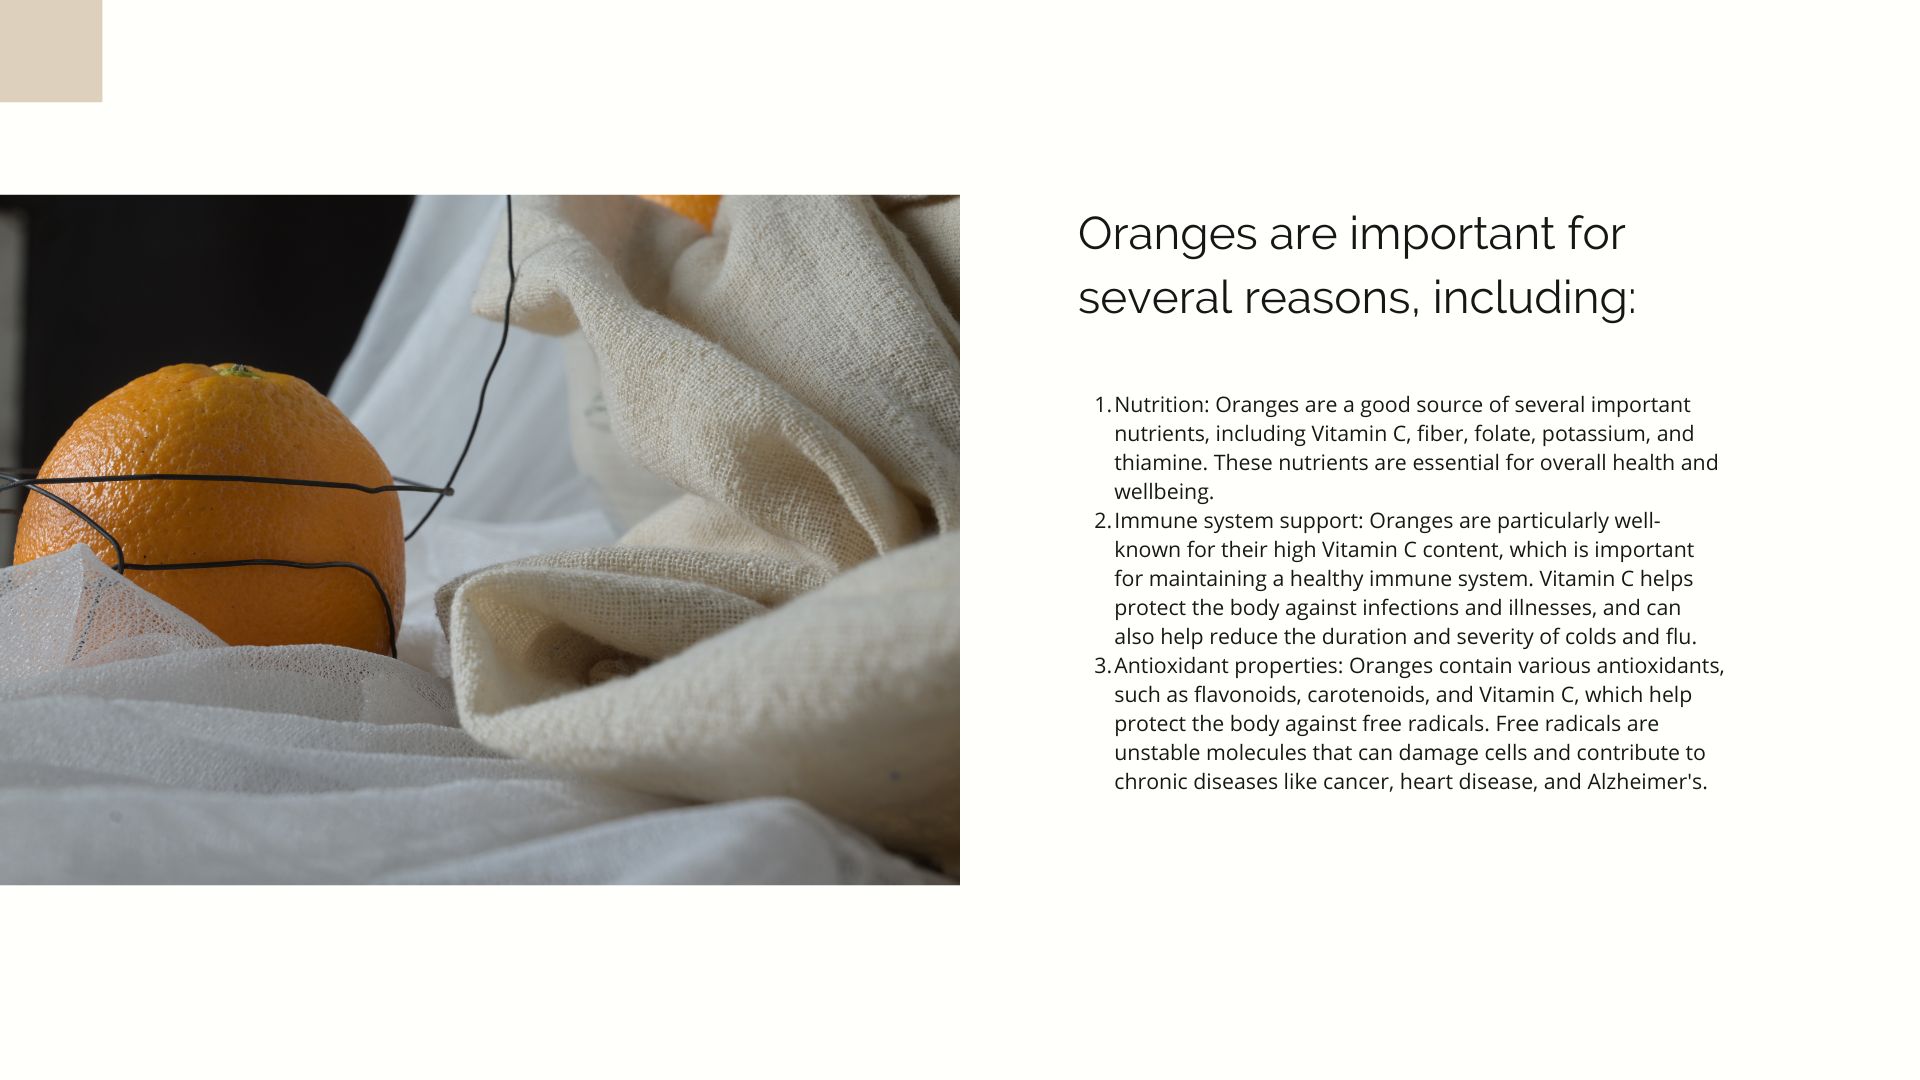 Oranges are important for
several reasons, including:
1. Nutrition: Oranges are a good source of several important
nutrients, including Vitamin C, fiber, folate, potassium, and
thiamine. These nutrients are essential for overall health and
wellbeing.
2. Immune system support: Oranges are particularly well-
known for their high Vitamin C content, which is important
for maintaining a healthy immune system. Vitamin C helps
protect the body against infections and illnesses, and can
also help reduce the duration and severity of colds and flu.
3. Antioxidant properties: Oranges contain various antioxidants,
such as flavonoids, carotenoids, and Vitamin C, which help
protect the body against free radicals. Free radicals are
unstable molecules that can damage cells and contribute to
chronic diseases like cancer, heart disease, and Alzheimer's.